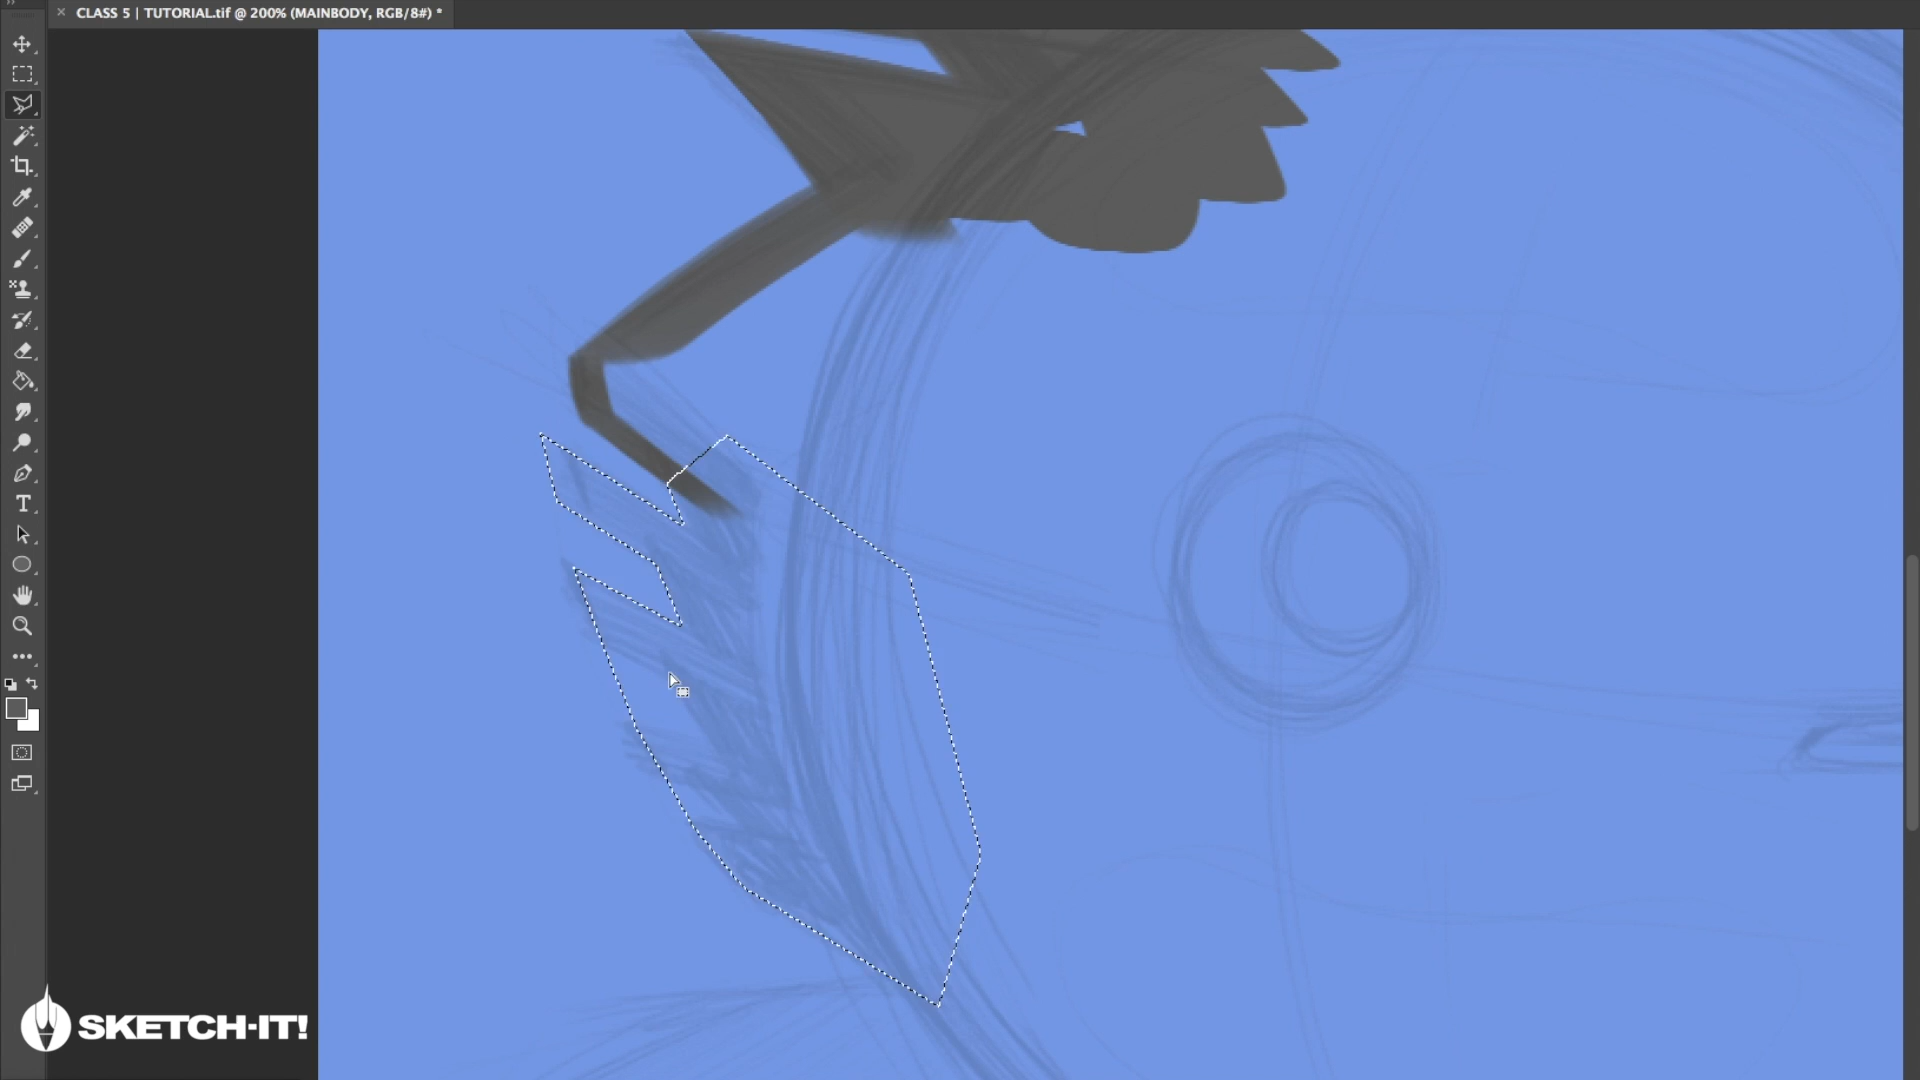 CLASS 5 | TUTORIAL.tif @ 200% (MAINBODY, RGB/8#) *
SKETCH-IT!